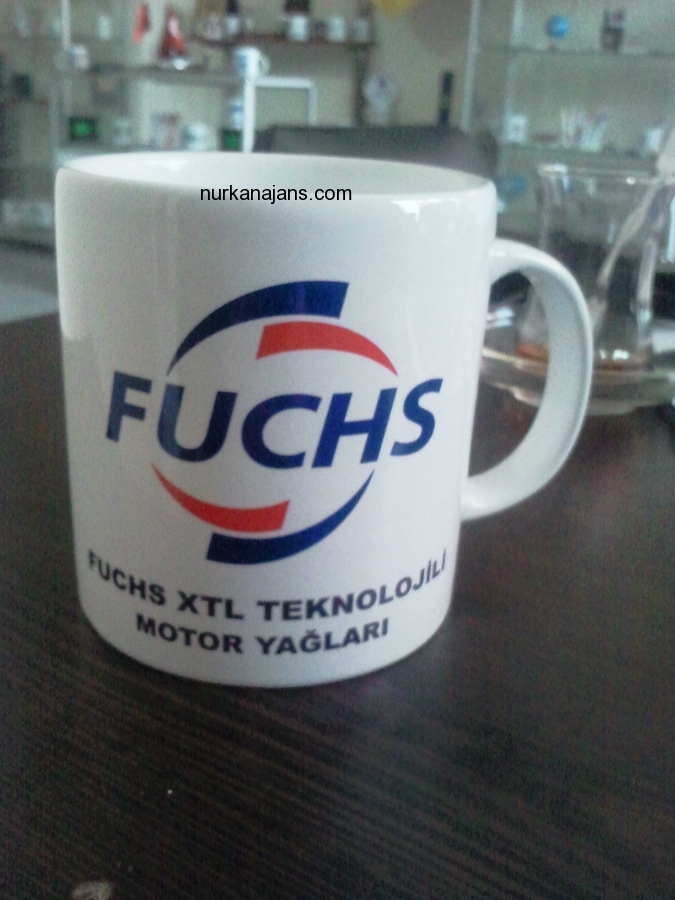 nurkanajans.com
FUCHS
FUCHS XTL TEKNOLOJİLİ
MOTOR YAĞLARI